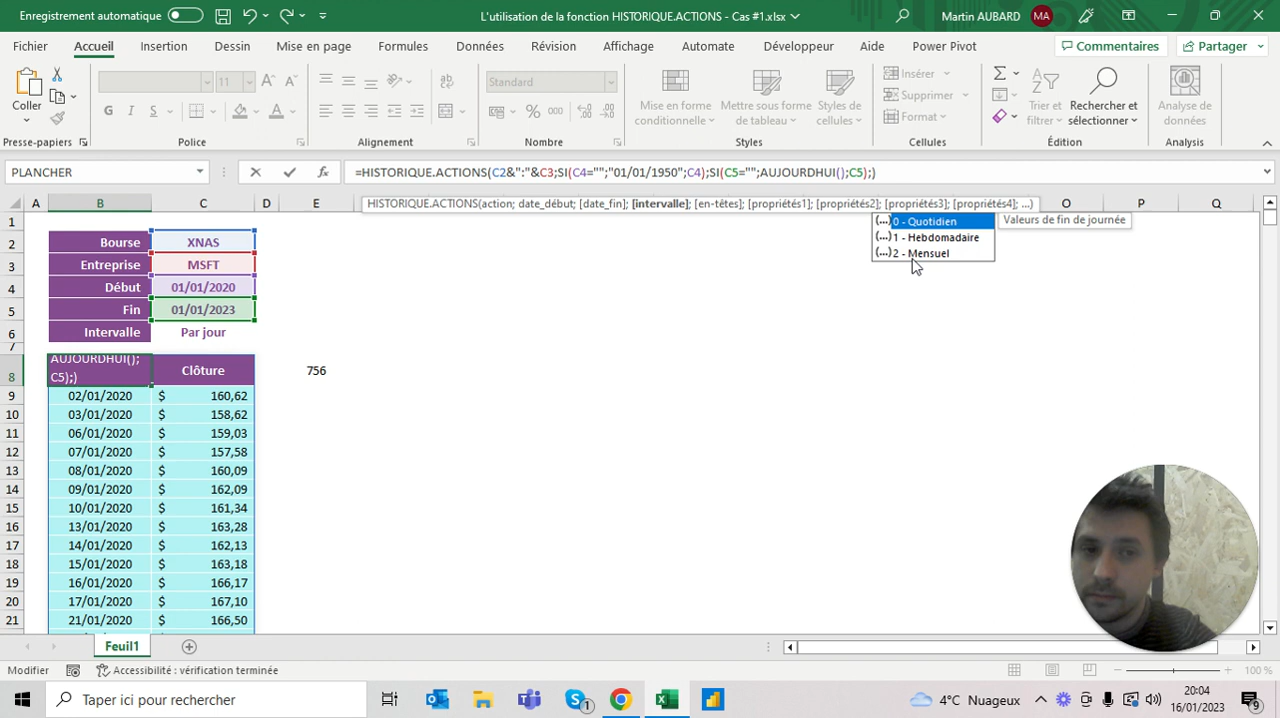 Enregistrement automatique
L'utilisation de la fonction HISTORIQUE.ACTIONS - Cas #1.xlsx
Martin AUBARD
MA
Fichier Accueil Insertion Dessin Mise en page Formules Données Révision Affichage Automate Développeur Aide Power Pivot
Commentaires Partager
Coller
11
Standard
Mise en forme conditionnelle
Mettre sous forme de tableau
Styles de cellules
Insérer
Supprimer
Format
Trier et filtrer
Rechercher et sélectionner
Analyse de données
Presse-papiers Police Alignement Nombre Styles Cellules Édition Analysis
PLANCHER
=HISTORIQUE.ACTIONS(C2&":"&C3;SI(C4="";"01/01/1950";C4);SI(C5="";AUJOURDHUI();C5);)
HISTORIQUE.ACTIONS(action; date_début; [date_fin]; [intervalle]; [en-têtes]; [propriétés1]; [propriétés2]; [propriétés3]; [propriétés4]; ...)
A B C D E O P Q
(...) 0 - Quotidien
Valeurs de fin de journée
(...) 1 - Hebdomadaire
(...) 2 - Mensuel
1
2 Bourse XNAS
3 Entreprise MSFT
4 Début 01/01/2020
5 Fin 01/01/2023
6 Intervalle Par jour
7
8 AUJOURDHUI();
C5);) Clôture 756
9 02/01/2020 $ 160,62
10 03/01/2020 $ 158,62
11 06/01/2020 $ 159,03
12 07/01/2020 $ 157,58
13 08/01/2020 $ 160,09
14 09/01/2020 $ 162,09
15 10/01/2020 $ 161,34
16 13/01/2020 $ 163,28
17 14/01/2020 $ 162,13
18 15/01/2020 $ 163,18
19 16/01/2020 $ 166,17
20 17/01/2020 $ 167,10
21 21/01/2020 $ 166,50
Feuil1
Modifier
Accessibilité : vérification terminée
100 %
Taper ici pour rechercher
1
4°C Nuageux
20:04
16/01/2023
9